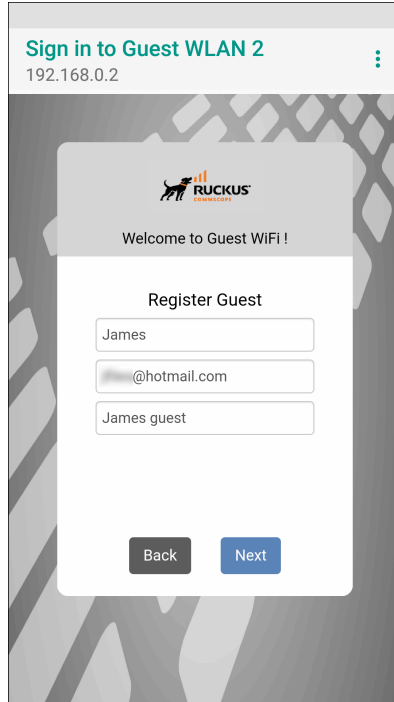 Sign in to Guest WLAN 2
192.168.0.2
RUCKUS
COMMSCOPE
Welcome to Guest WiFi !
Register Guest
James
@hotmail.com
James guest
Back
Next